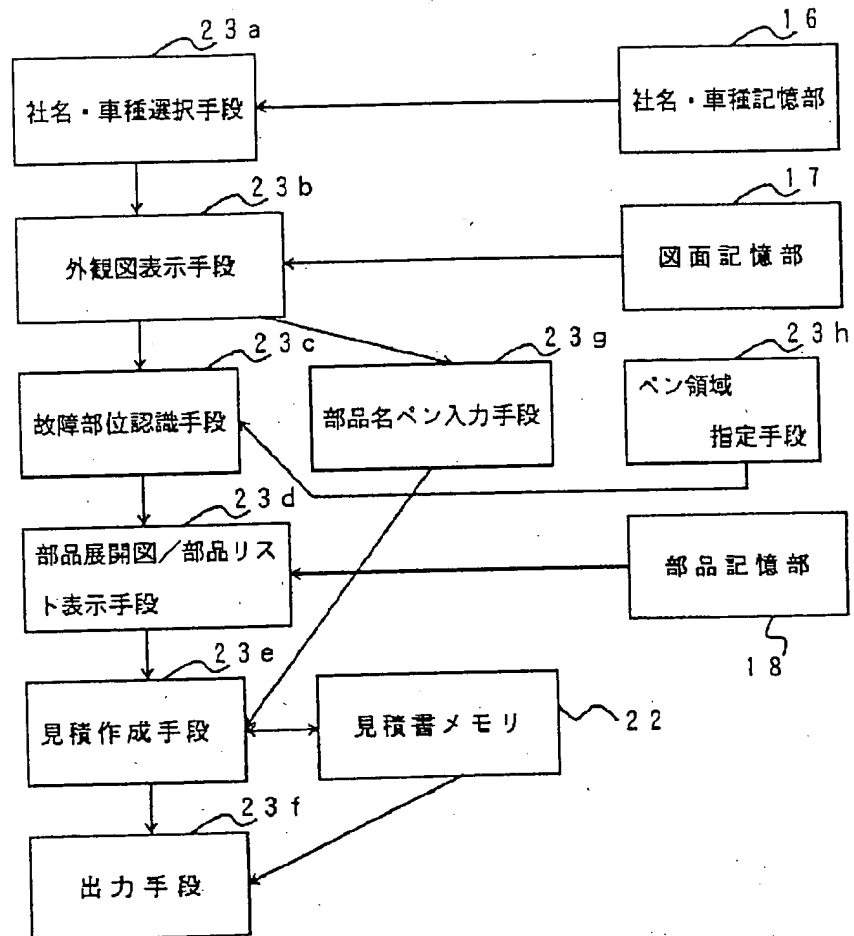 23a
16
社名・車種選択手段
社名・車種記憶部
23b
17
外観図表示手段
図面記憶部
23c
23g
23h
故障部位認識手段
部品名ペン入力手段
ペン領域
指定手段
23d
部品展開図/部品リス
ト表示手段
部品記憶部
18
23e
見積作成手段
見積書メモリ
22
23f
出力手段